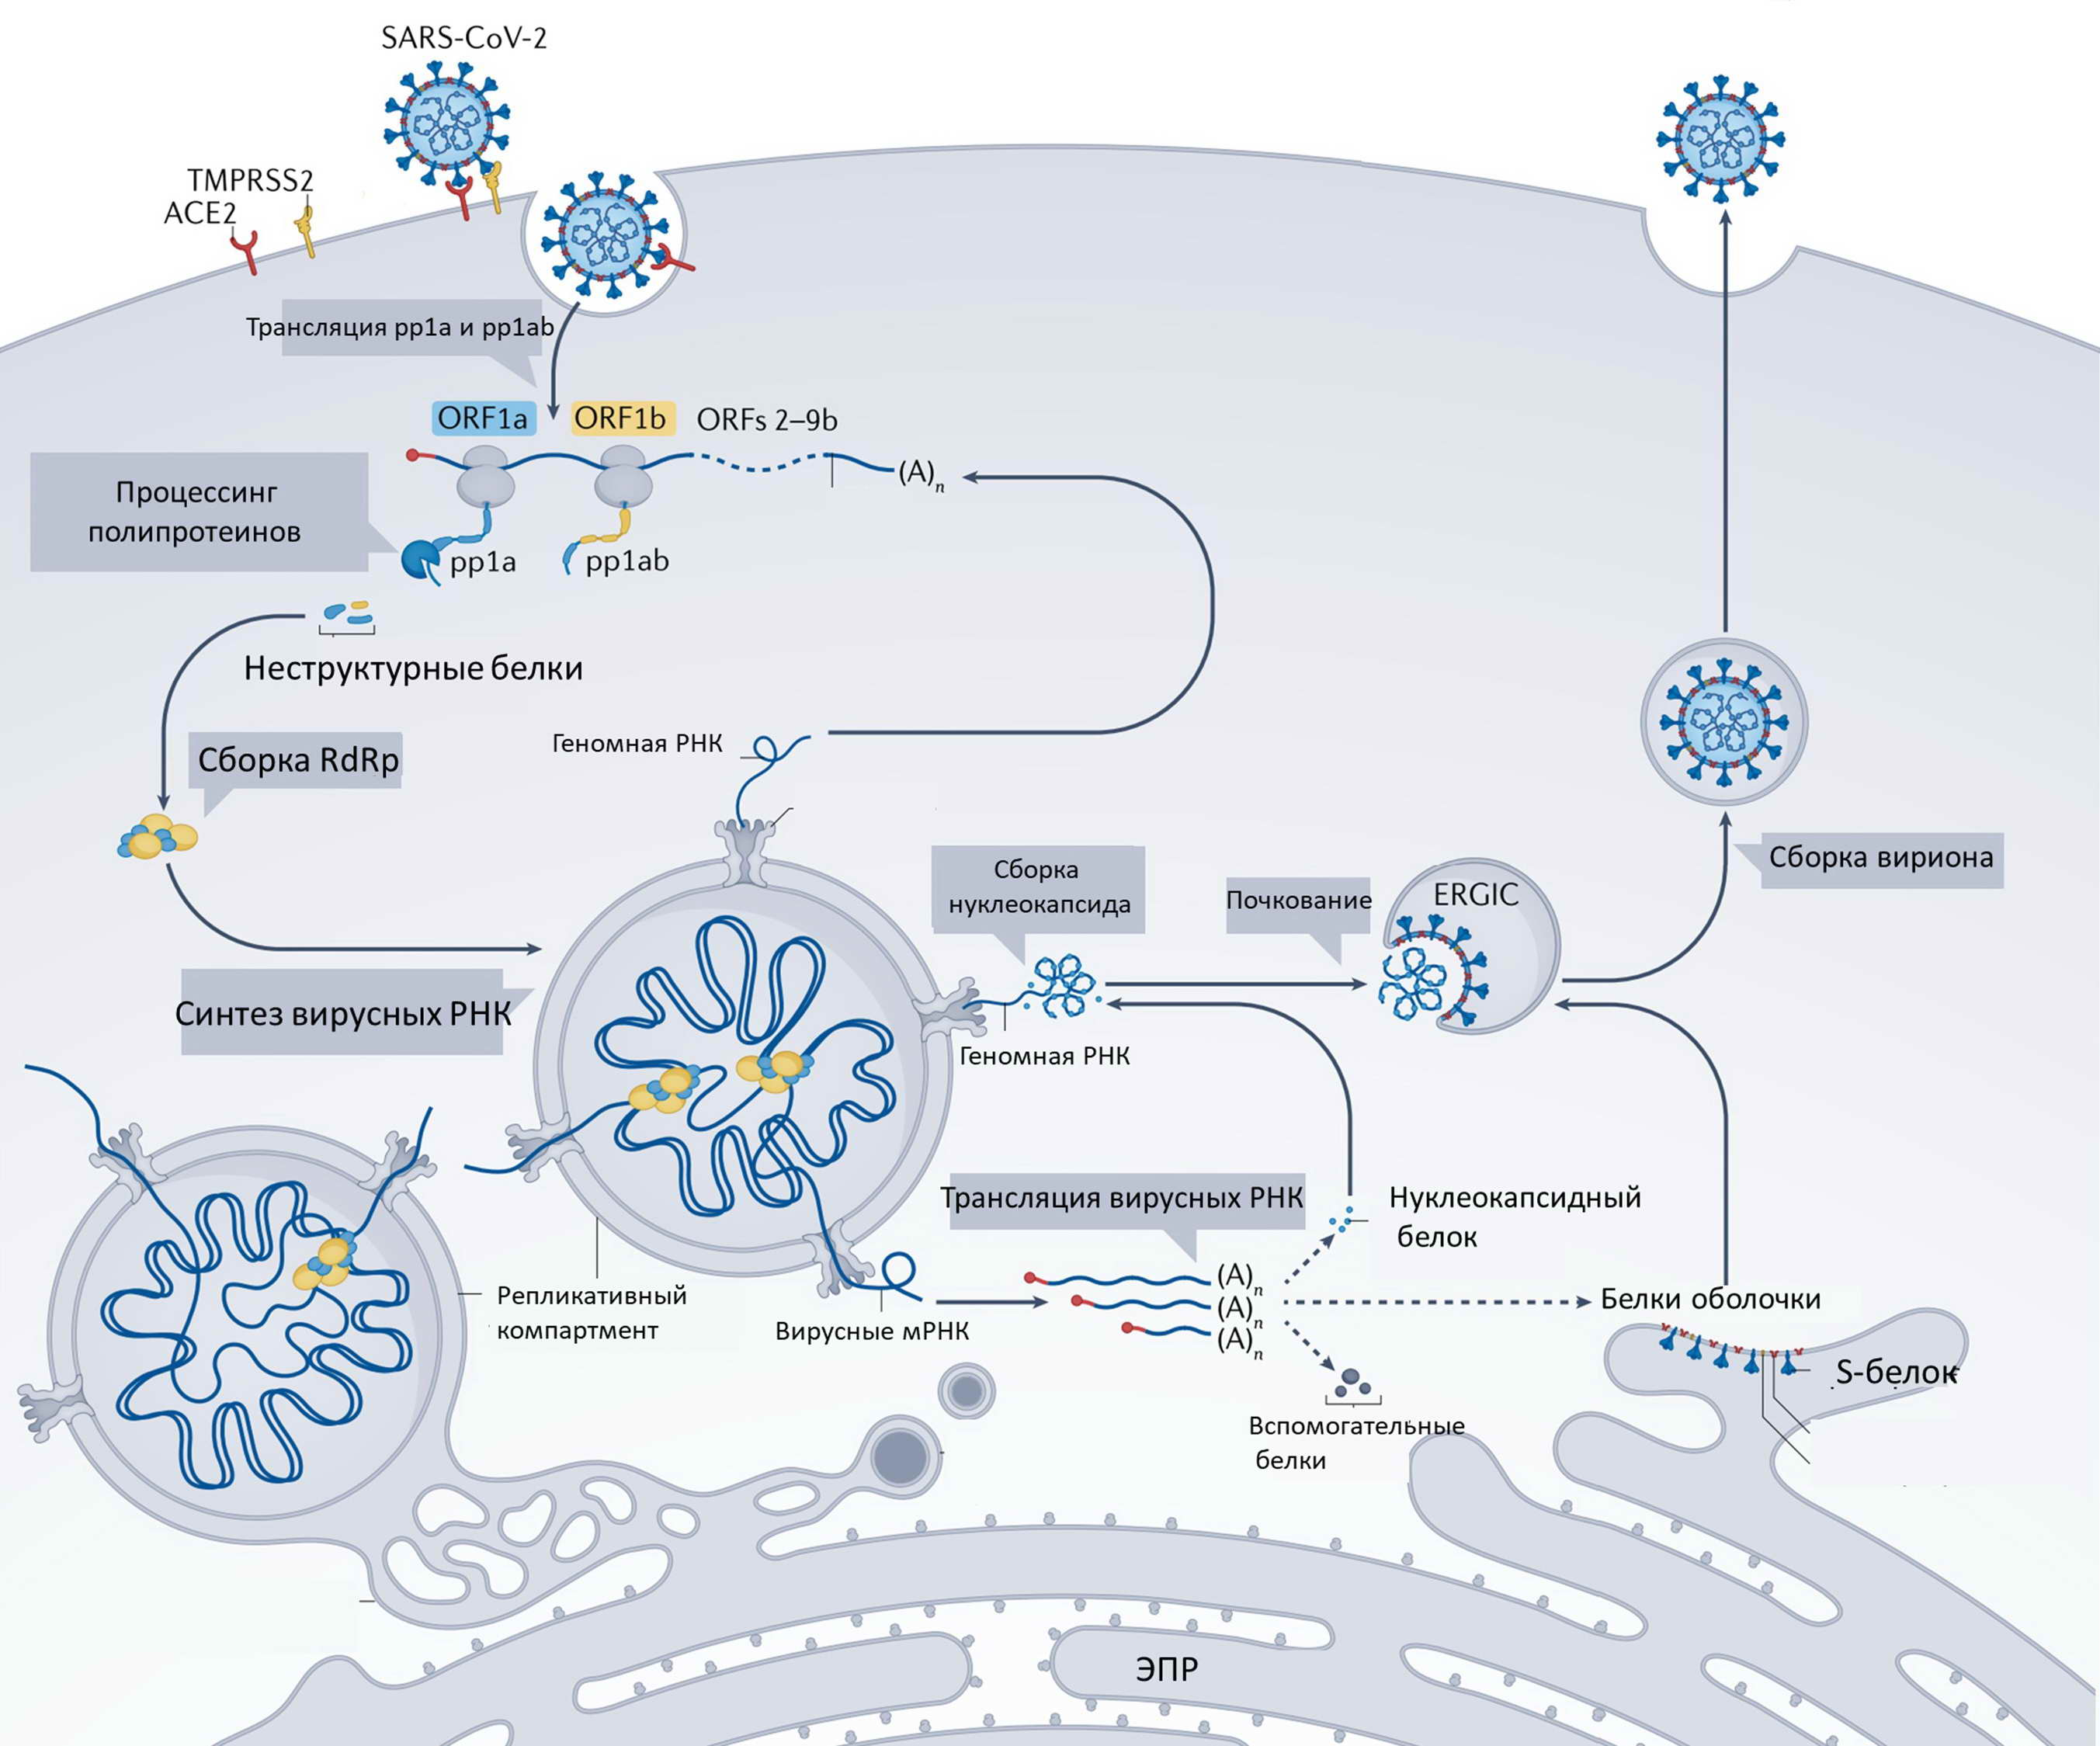 SARS-CoV-2
TMPRSS2
ACE2
Трансляция pp1a и pp1ab
ORF1a
ORF1b
ORFs 2–9b
(A)n
Процессинг
полипротеинов
pp1a
pp1ab
Неструктурные белки
Сборка RdRp
Геномная РНК
Сборка
нуклеокапсида
Почкование
ERGIC
Сборка вириона
Синтез вирусных РНК
Геномная РНК
Трансляция вирусных РНК
Нуклеокапсидный
белок
(A)n
(A)n
(A)n
Белки оболочки
Репликативный
компартмент
Вирусные мРНК
S-белок
Вспомогательные
белки
ЭПР